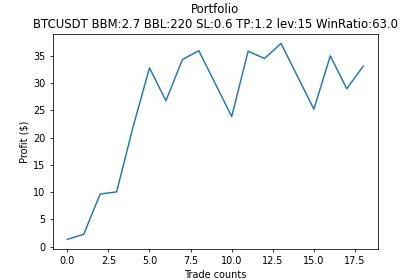 Portfolio
BTCUSDT BBM:2.7 BBL:220 SL:0.6 TP:1.2 lev:15 WinRatio:63.0
35
30
25
20
15
10
5
0
Profit ($)
0.0 2.5 5.0 7.5 10.0 12.5 15.0 17.5
Trade counts